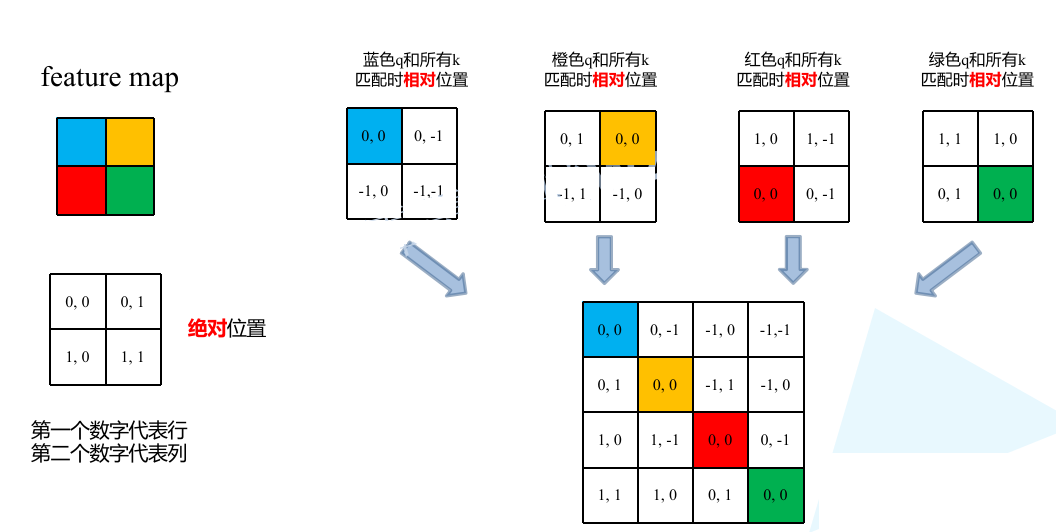 feature map
蓝色q和所有k
匹配时相对位置
橙色q和所有k
匹配时相对位置
红色q和所有k
匹配时相对位置
绿色q和所有k
匹配时相对位置
0, 0 0, -1
-1, 0 -1,-1
0, 1 0, 0
-1, 1 -1, 0
1, 0 1, -1
0, 0 0, -1
1, 1 1, 0
0, 1 0, 0
0, 0 0, 1
1, 0 1, 1
绝对位置
第一个数字代表行
第二个数字代表列
0, 0 0, -1 -1, 0 -1,-1
0, 1 0, 0 -1, 1 -1, 0
1, 0 1, -1 0, 0 0, -1
1, 1 1, 0 0, 1 0, 0